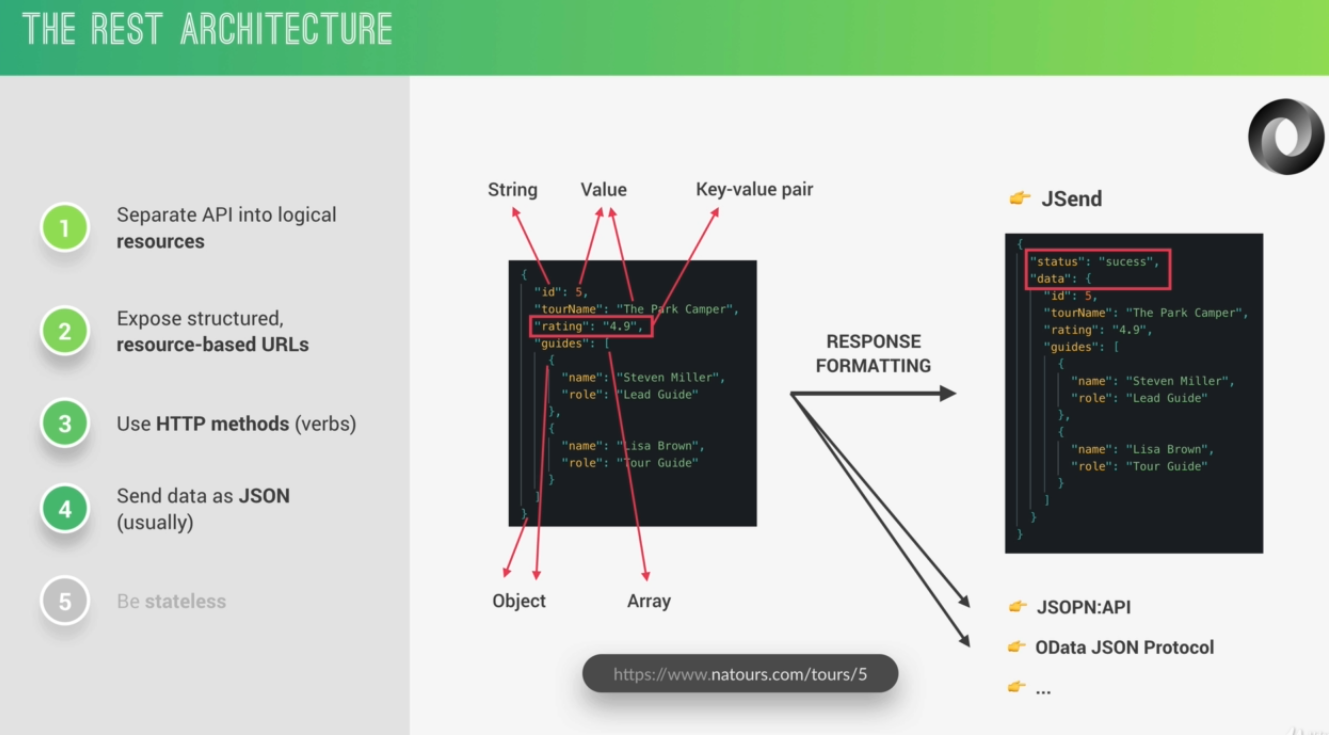 THE REST ARCHITECTURE
1
Separate API into logical
resources
2
Expose structured,
resource-based URLs
3
Use HTTP methods (verbs)
4
Send data as JSON
(usually)
5
Be stateless
String
Value
Key-value pair
{
"id": 5,
"tourName": "The Park Camper",
"rating": "4.9",
"guides": [
{
"name": "Steven Miller",
"role": "Lead Guide"
},
{
"name": "Lisa Brown",
"role": "Tour Guide"
}
]
}
Object
Array
https://www.natours.com/tours/5
RESPONSE
FORMATTING
JSend
{
"status": "sucess",
"data": {
"id": 5,
"tourName": "The Park Camper",
"rating": "4.9",
"guides": [
{
"name": "Steven Miller",
"role": "Lead Guide"
},
{
"name": "Lisa Brown",
"role": "Tour Guide"
}
]
}
}
JSOPN:API
OData JSON Protocol
...